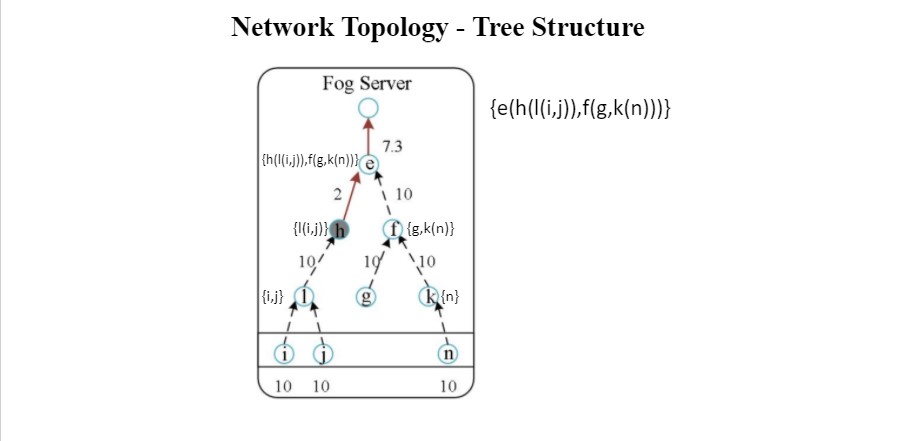 Network Topology - Tree Structure
Fog Server
{e(h(l(i,j)),f(g,k(n)))}
7.3
{h(l(i,j)),f(g,k(n))}
e
2
10
{l(i,j)}
h
f
{g,k(n)}
10
10
10
{i,j}
l
g
k
{n}
i
j
n
10
10
10